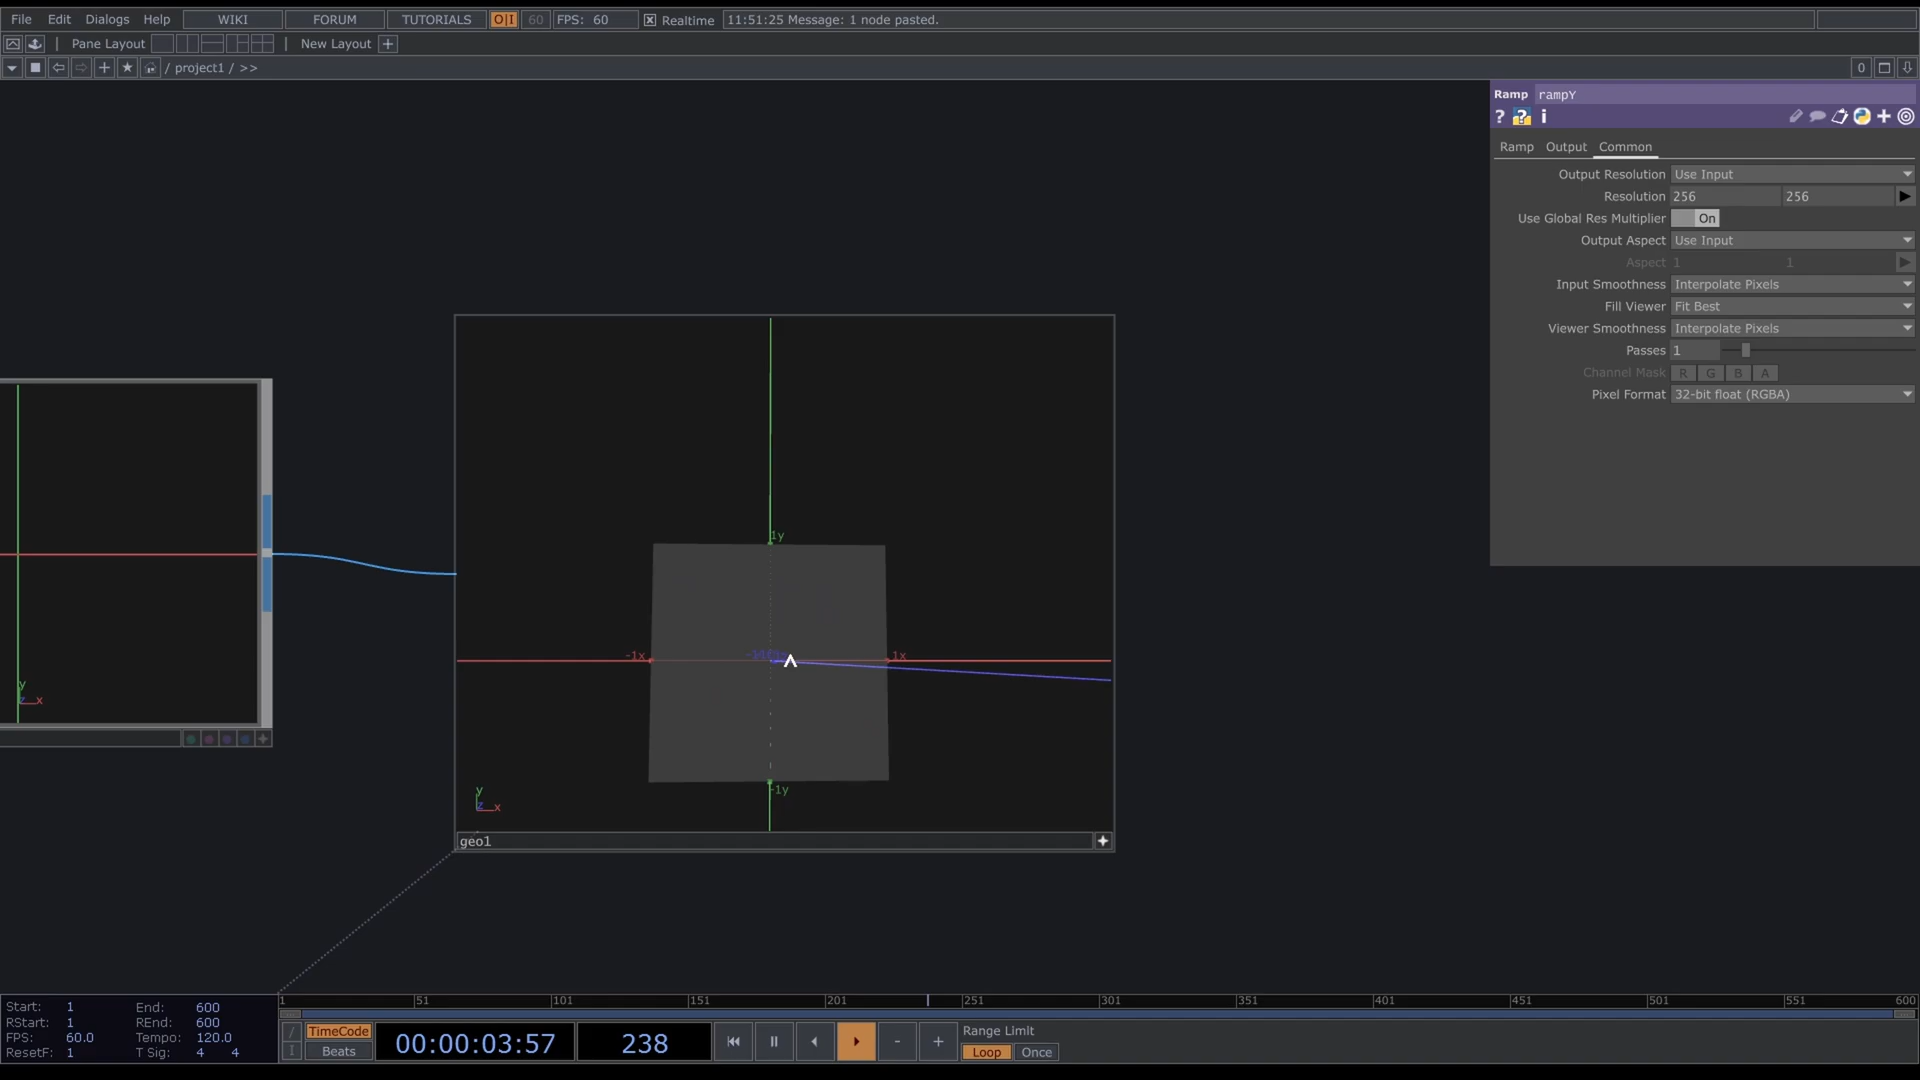 File Edit Dialogs Help WIKI FORUM TUTORIALS O|I 60 FPS: 60 Realtime 11:51:25 Message: 1 node pasted.
Pane Layout New Layout +
/ project1 / >> 0
Ramp rampY
? ? i
Ramp Output Common
Output Resolution Use Input
Resolution 256 256
Use Global Res Multiplier On
Output Aspect Use Input
Aspect 1 1
Input Smoothness Interpolate Pixels
Fill Viewer Fit Best
Viewer Smoothness Interpolate Pixels
Passes 1
Channel Mask R G B A
Pixel Format 32-bit float (RGBA)
1y
-1x 1x
y
z x
-1y
y
z x
geo1
1 51 101 151 201 251 301 351 401 451 501 551 600
Start: 1 End: 600
RStart: 1 REnd: 600
FPS: 60.0 Tempo: 120.0
ResetF: 1 T Sig: 4 4
TimeCode
Beats
00:00:03:57 238
- +
Range Limit
Loop Once